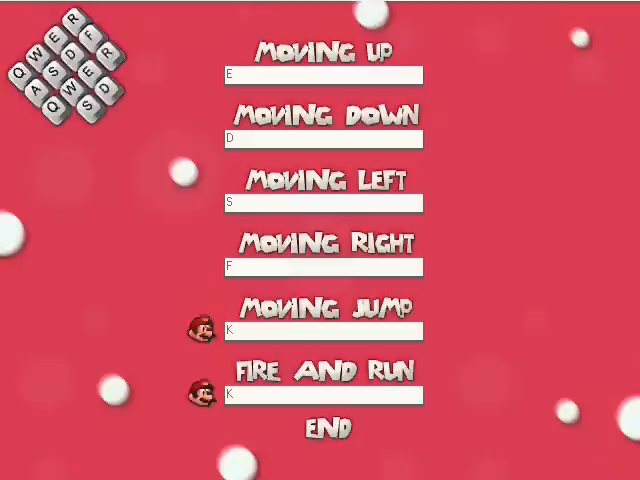 R
E F
W D R
Q S E
A W D
Q S
MOVING UP
E
MOVING DOWN
D
MOVING LEFT
S
MOVING RIGHT
F
MOVING JUMP
K
FIRE AND RUN
K
END